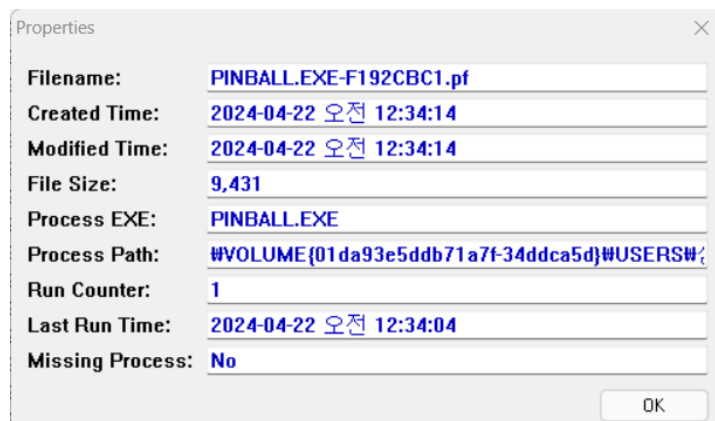 Properties
Filename: PINBALL.EXE-F192CBC1.pf
Created Time: 2024-04-22 오전 12:34:14
Modified Time: 2024-04-22 오전 12:34:14
File Size: 9,431
Process EXE: PINBALL.EXE
Process Path: ₩VOLUME{01da93e5ddb71a7f-34ddca5d}₩USERS₩
Run Counter: 1
Last Run Time: 2024-04-22 오전 12:34:04
Missing Process: No
OK